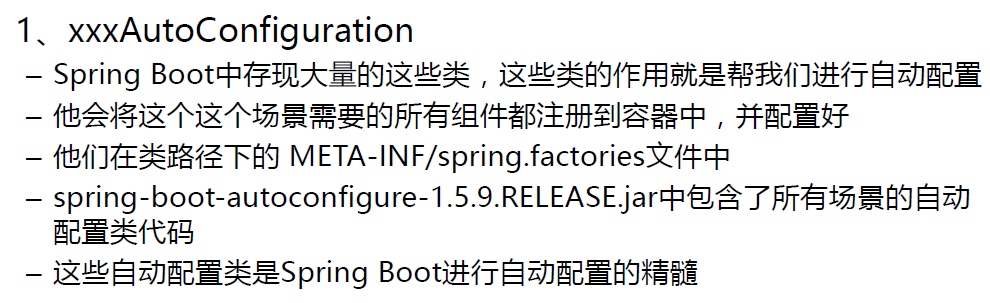 1、xxxAutoConfiguration
– Spring Boot中存现大量的这些类，这些类的作用就是帮我们进行自动配置
– 他会将这个这个场景需要的所有组件都注册到容器中，并配置好
– 他们在类路径下的 META-INF/spring.factories文件中
– spring-boot-autoconfigure-1.5.9.RELEASE.jar中包含了所有场景的自动
配置类代码
– 这些自动配置类是Spring Boot进行自动配置的精髓